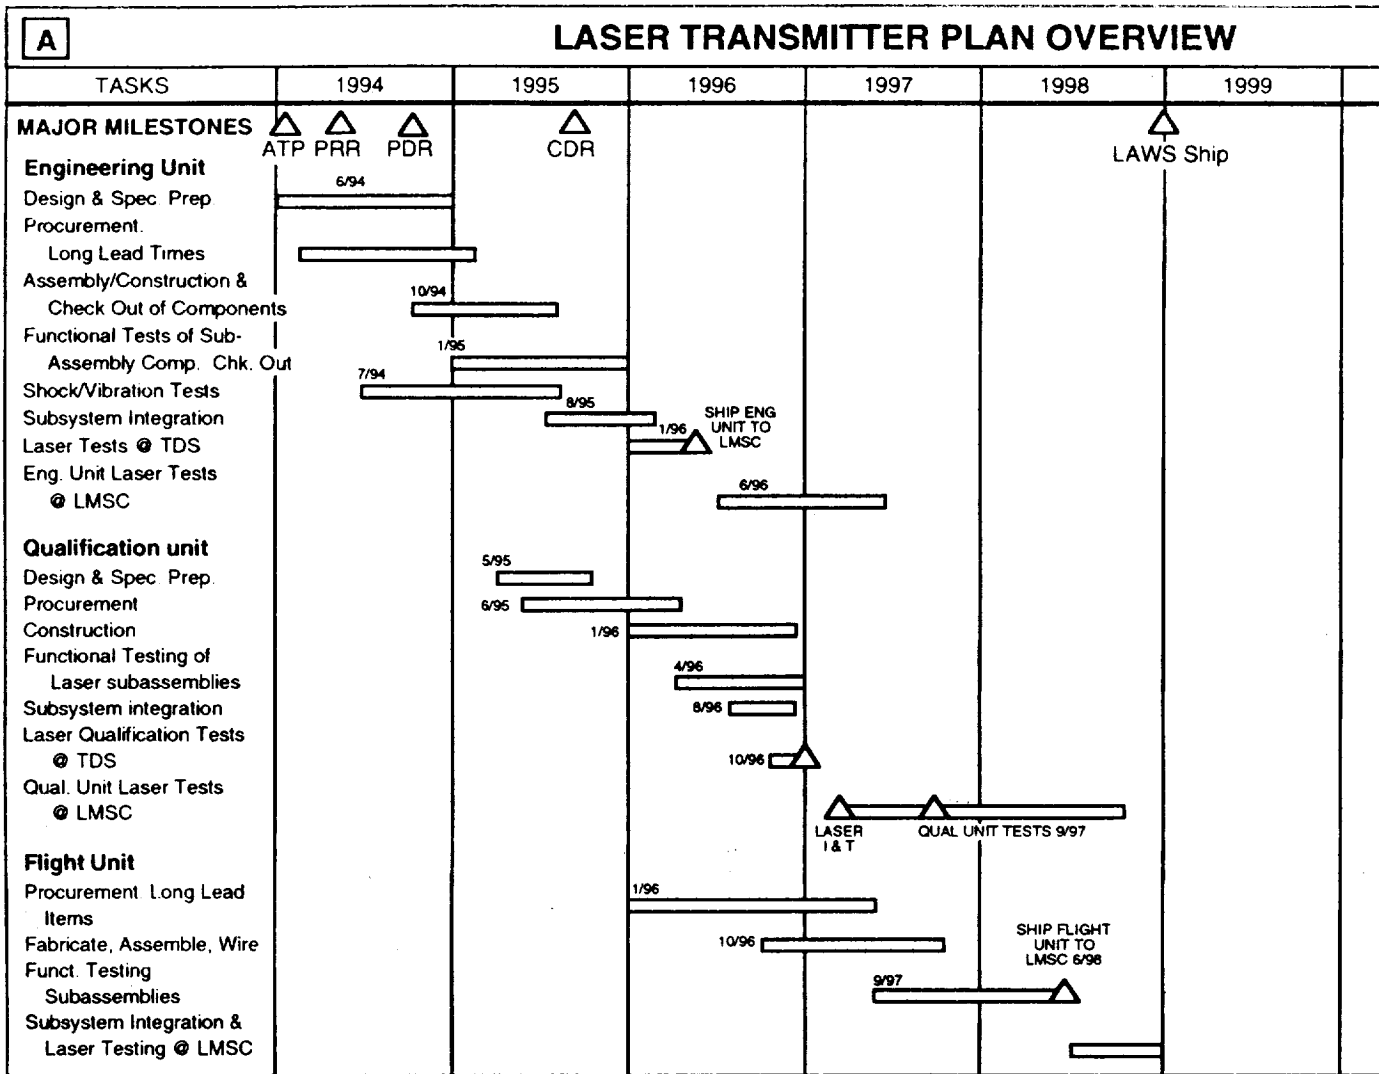 A
LASER TRANSMITTER PLAN OVERVIEW
TASKS 1994 1995 1996 1997 1998 1999
MAJOR MILESTONES
ATP PRR PDR CDR LAWS Ship
Engineering Unit
6/94
Design & Spec. Prep.
Procurement.
Long Lead Times
Assembly/Construction &
10/94
Check Out of Components
Functional Tests of Sub-
1/95
Assembly Comp. Chk. Out
7/94
Shock/Vibration Tests
8/95
Subsystem Integration
SHIP ENG
UNIT TO
LMSC
1/96
Laser Tests @ TDS
Eng. Unit Laser Tests
6/96
@ LMSC
Qualification unit
5/95
Design & Spec. Prep.
Procurement 6/95
Construction 1/96
Functional Testing of
4/96
Laser subassemblies
Subsystem integration 8/96
Laser Qualification Tests
@ TDS 10/96
Qual. Unit Laser Tests
@ LMSC
LASER
I & T
QUAL UNIT TESTS 9/97
Flight Unit
Procurement. Long Lead
1/96
Items
Fabricate, Assemble, Wire 10/96
SHIP FLIGHT
UNIT TO
LMSC 6/98
Funct. Testing
9/97
Subassemblies
Subsystem Integration &
Laser Testing @ LMSC